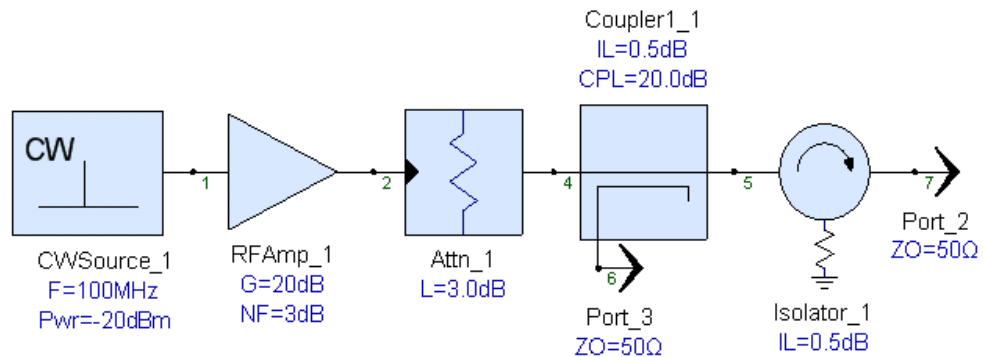 Coupler1_1
IL=0.5dB
CPL=20.0dB
CW
1
2
4
5
7
6
CWSource_1
F=100MHz
Pwr=-20dBm
RFAmp_1
G=20dB
NF=3dB
Attn_1
L=3.0dB
Port_3
ZO=50Ω
Isolator_1
IL=0.5dB
Port_2
ZO=50Ω